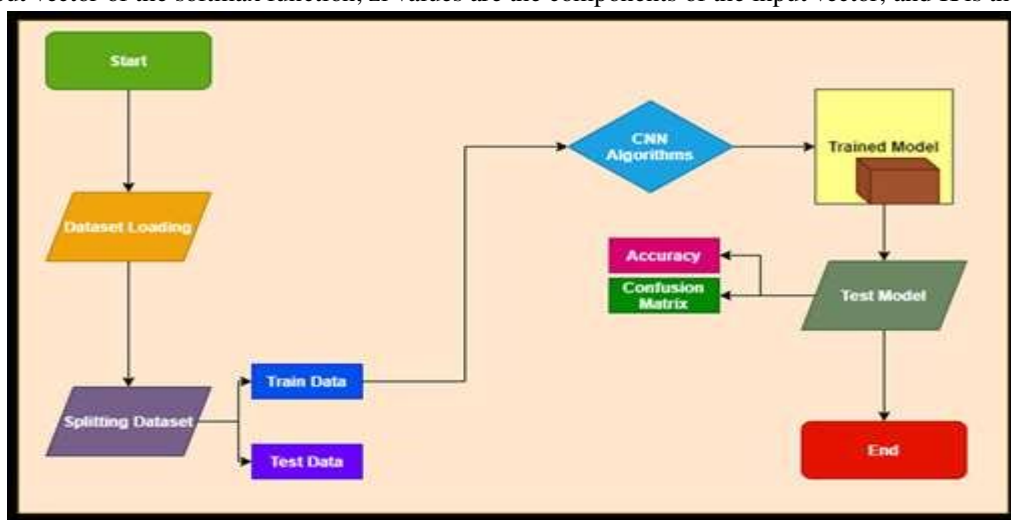 Start
Dataset Loading
Splitting Dataset
Train Data
Test Data
CNN
Algorithms
Trained Model
Test Model
Accuracy
Confusion
Matrix
End